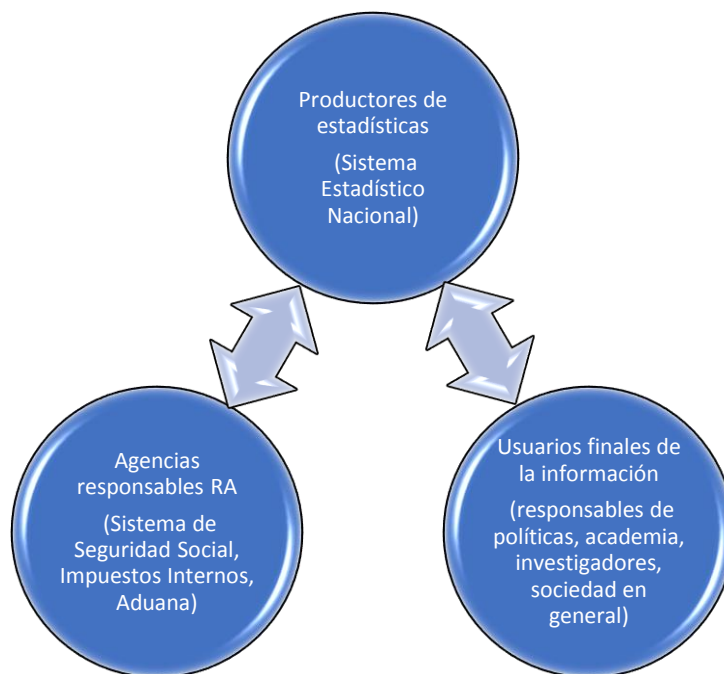 Productores de
estadísticas
(Sistema
Estadístico
Nacional)
Agencias
responsables RA
(Sistema de
Seguridad Social,
Impuestos Internos,
Aduana)
Usuarios finales de
la información
(responsables de
políticas, academia,
investigadores,
sociedad en
general)